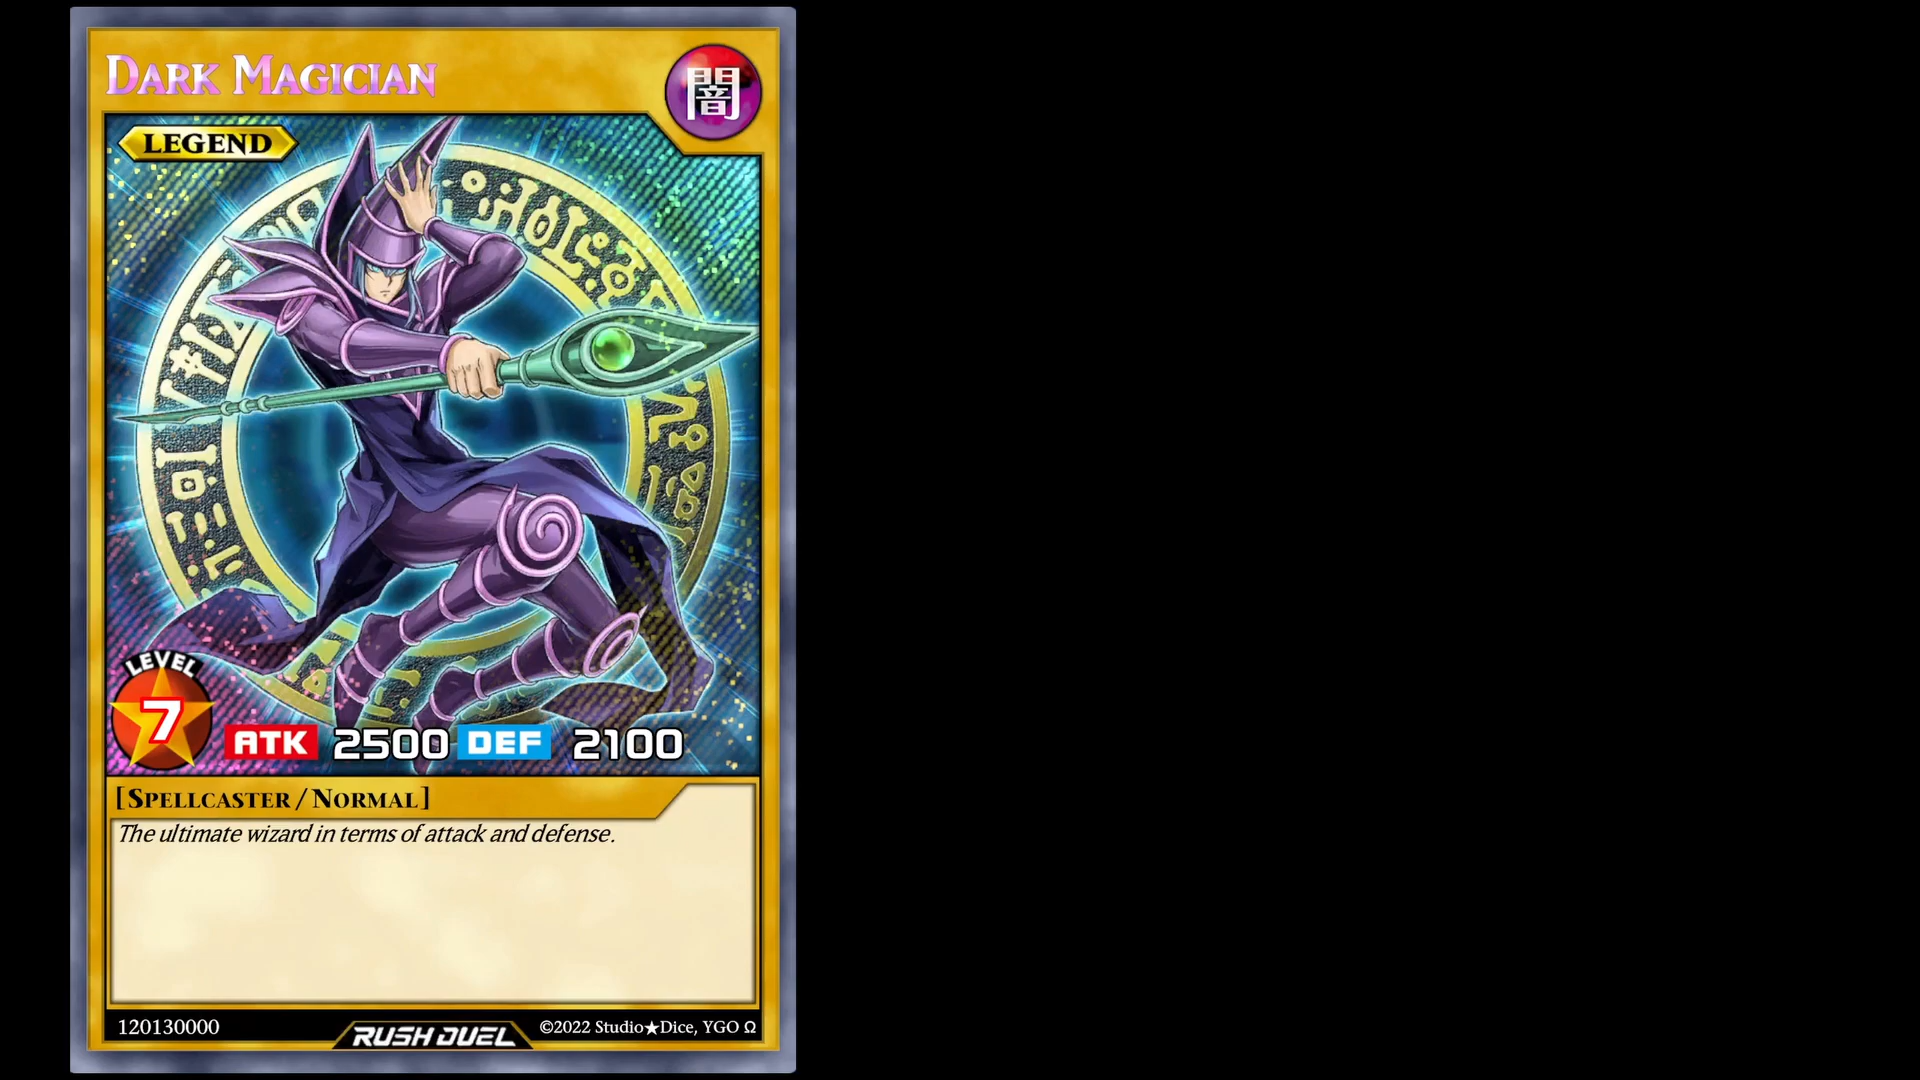 DARK MAGICIAN
闇
LEGEND
LEVEL
7
ATK 2500 DEF 2100
[SPELLCASTER/NORMAL]
The ultimate wizard in terms of attack and defense.
120130000
RUSH DUEL
©2022 Studio★Dice, YGO Ω